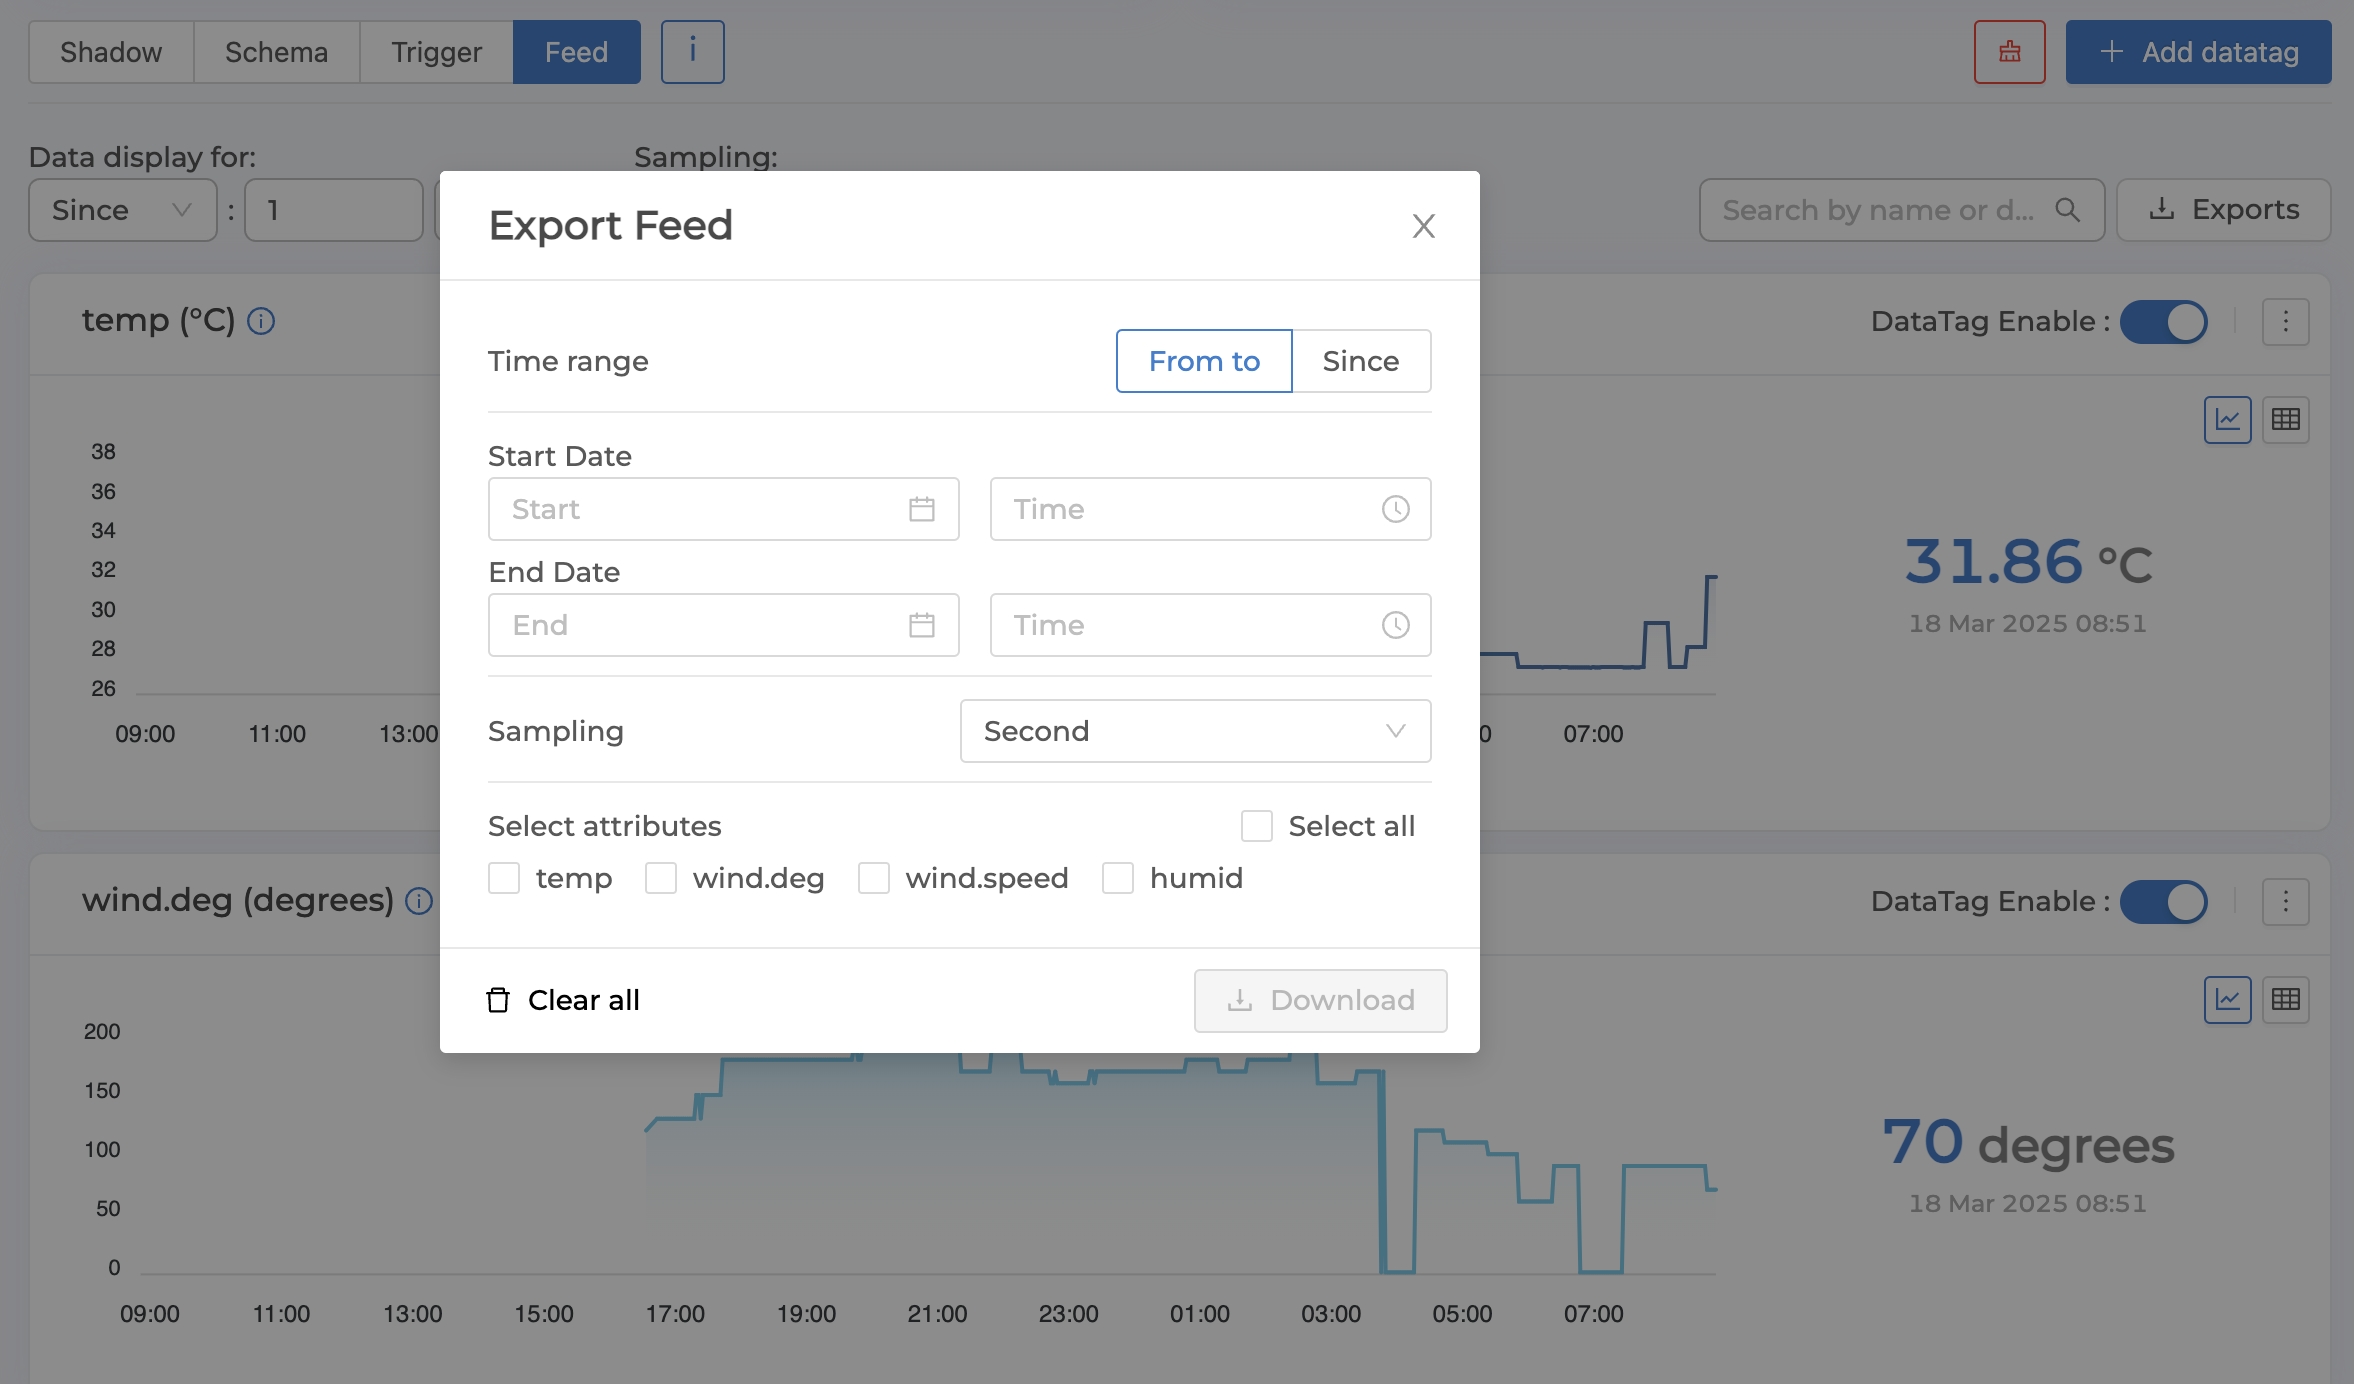 Shadow Schema Trigger Feed i + Add datatag
Data display for: Sampling:
Since : 1 Search by name or d... Exports
Export Feed X
temp (°C) i DataTag Enable :
Time range From to Since
Start Date
Start Time
End Date
End Time
Sampling Second
Select attributes Select all
temp wind.deg wind.speed humid
Clear all Download
38
36
34
32
30
28
26
09:00 11:00 13:00 0 07:00
31.86 °C
18 Mar 2025 08:51
wind.deg (degrees) i DataTag Enable :
200
150
100
50
0
09:00 11:00 13:00 15:00 17:00 19:00 21:00 23:00 01:00 03:00 05:00 07:00
70 degrees
18 Mar 2025 08:51